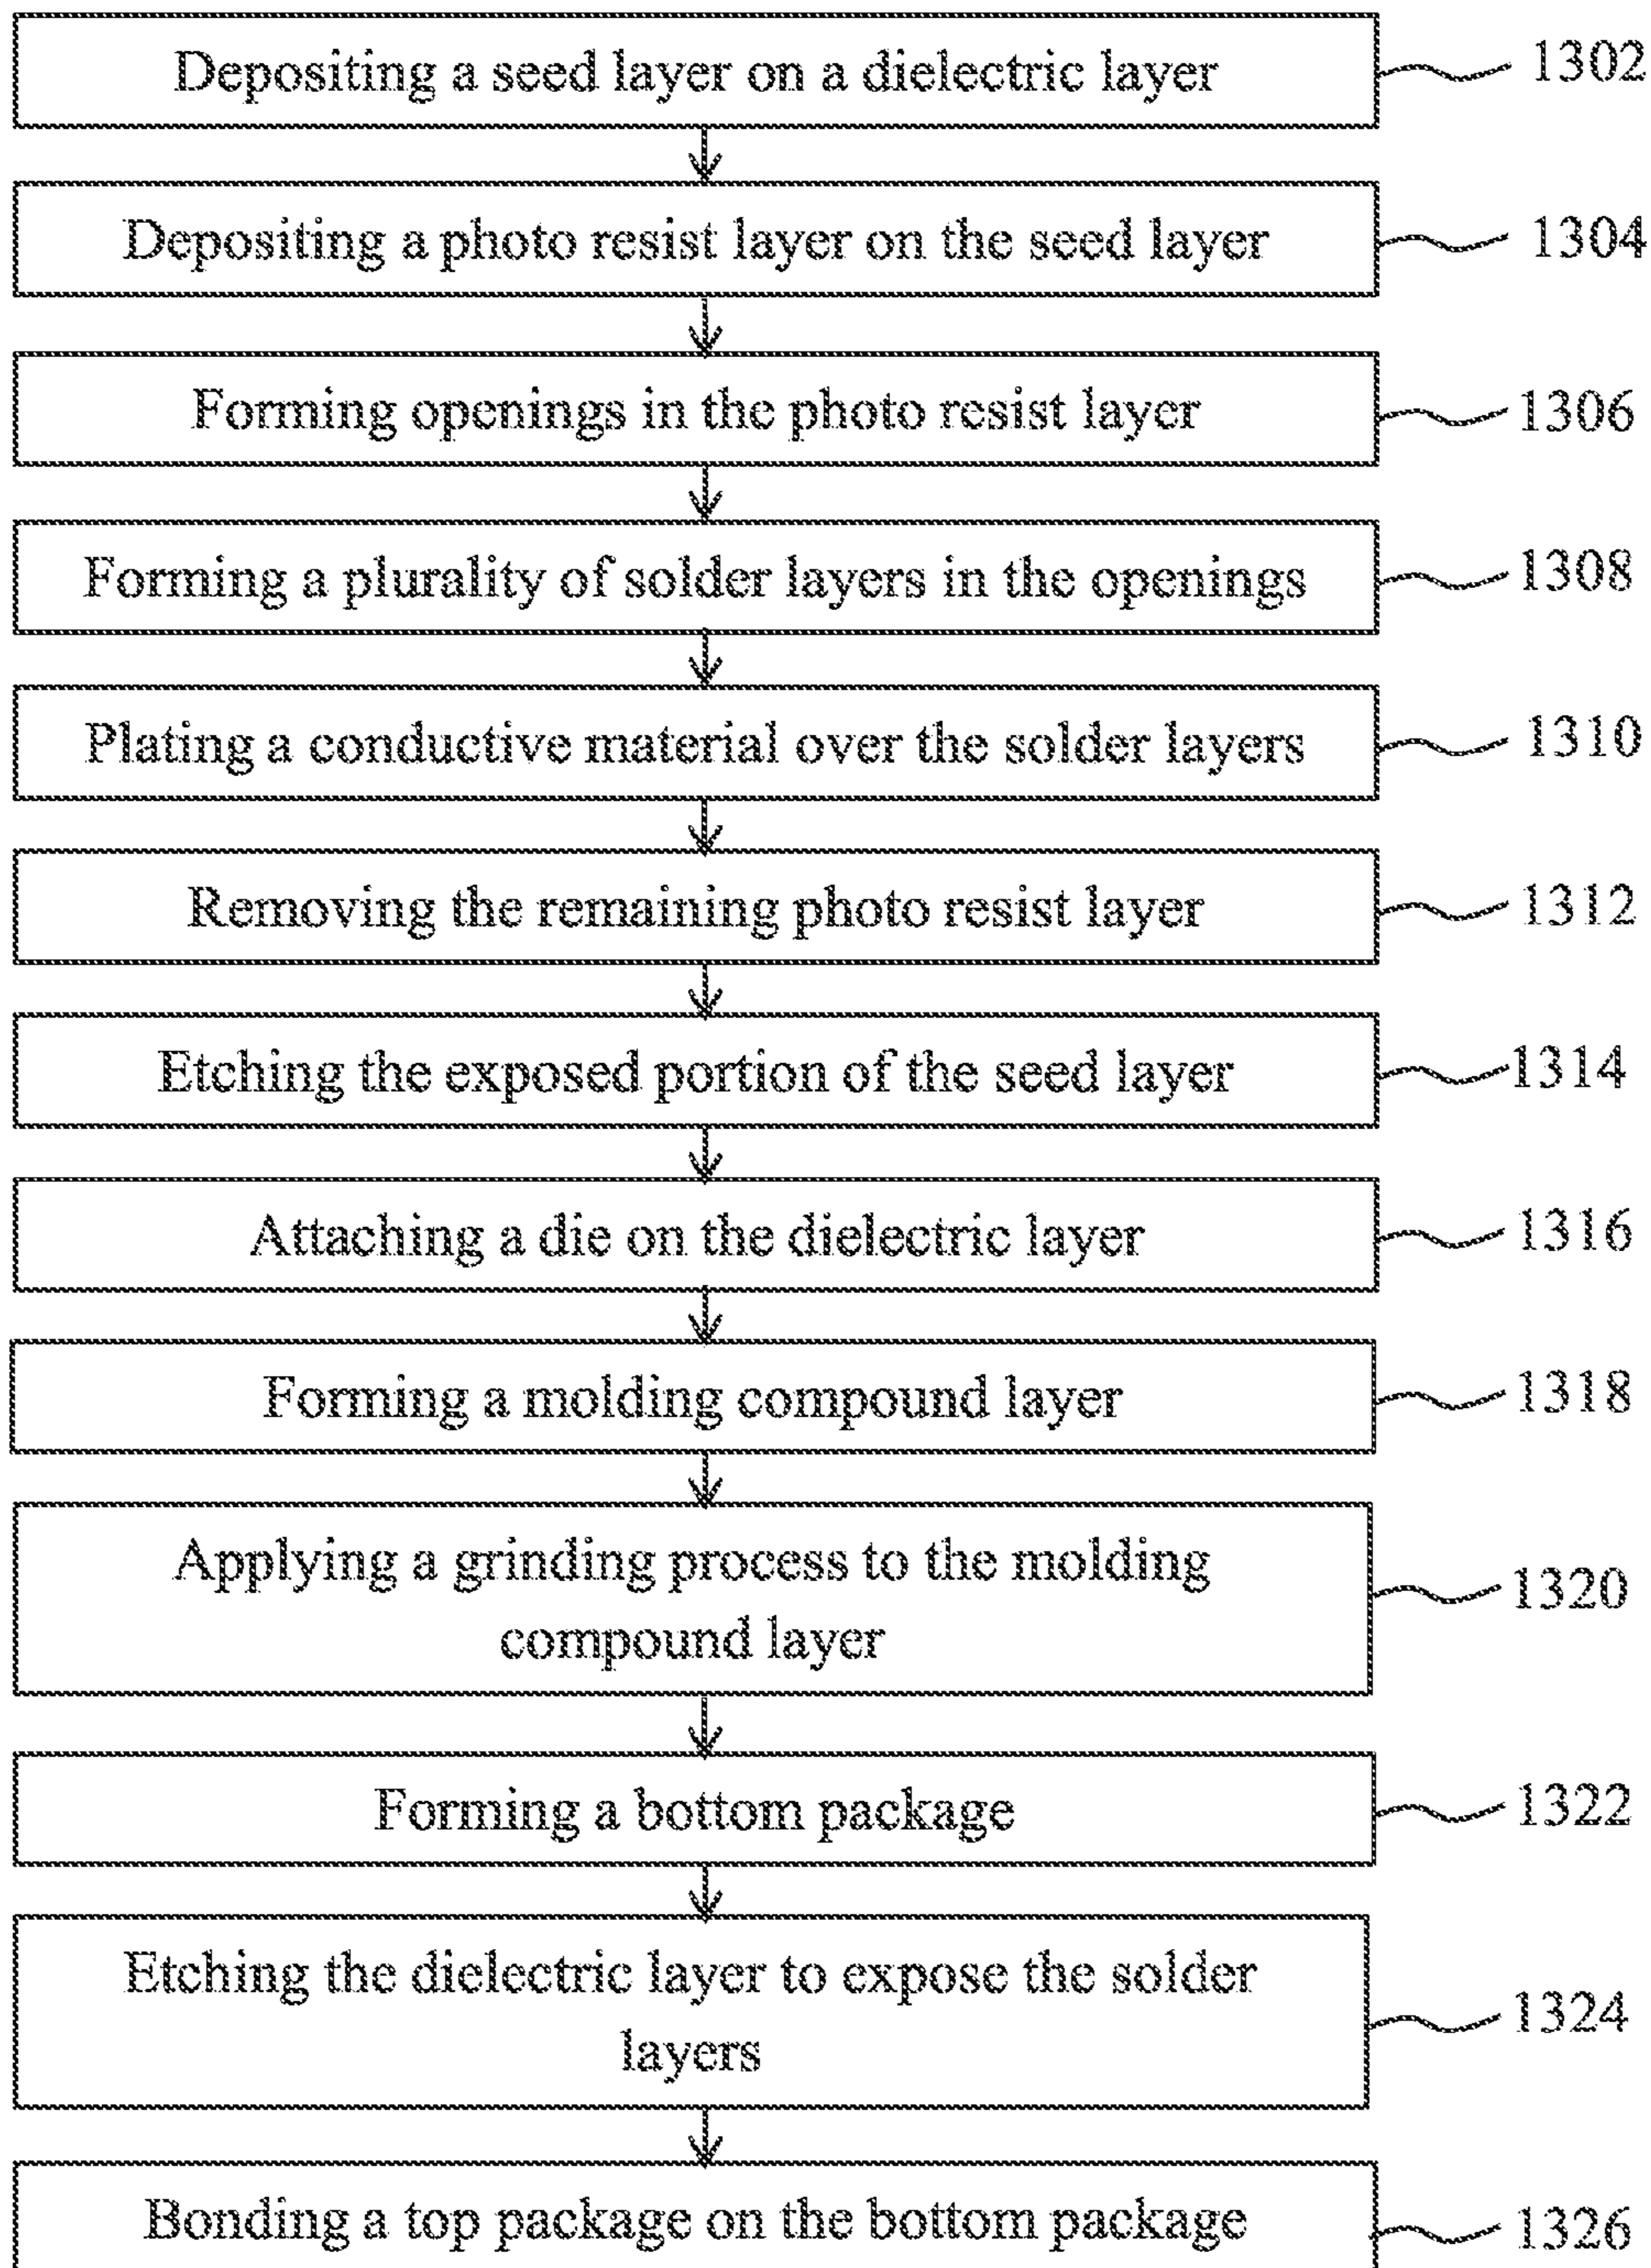 Depositing a seed layer on a dielectric layer 1302
Depositing a photo resist layer on the seed layer 1304
Forming openings in the photo resist layer 1306
Forming a plurality of solder layers in the openings 1308
Plating a conductive material over the solder layers 1310
Removing the remaining photo resist layer 1312
Etching the exposed portion of the seed layer 1314
Attaching a die on the dielectric layer 1316
Forming a molding compound layer 1318
Applying a grinding process to the molding
compound layer
1320
Forming a bottom package 1322
Etching the dielectric layer to expose the solder
layers
1324
Bonding a top package on the bottom package 1326